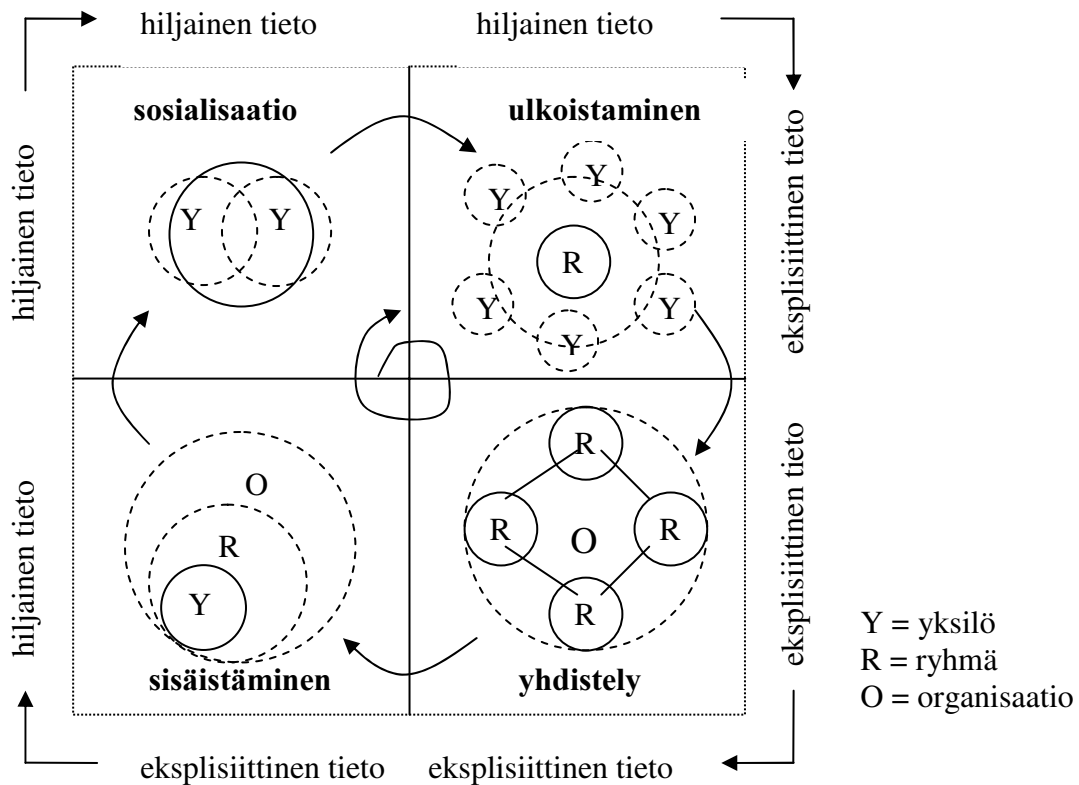 hiljainen tieto
hiljainen tieto
sosialisaatio
ulkoistaminen
hiljainen tieto
eksplisiittinen tieto
Y
Y
Y
Y
Y
Y
Y
Y
R
hiljainen tieto
eksplisiittinen tieto
O
R
Y
R
R
O
R
R
sisäistäminen
yhdistely
Y = yksilö
R = ryhmä
O = organisaatio
eksplisiittinen tieto
eksplisiittinen tieto